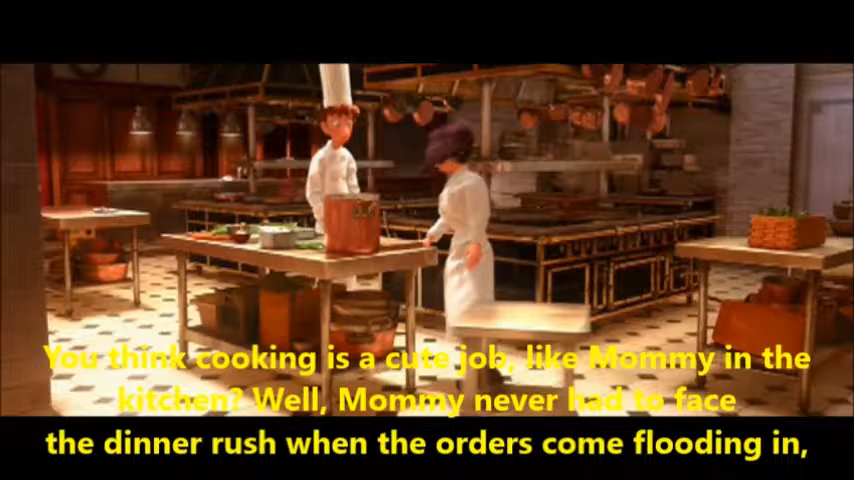 You think cooking is a cute job, like Mommy in the
kitchen? Well, Mommy never had to face
the dinner rush when the orders come flooding in,